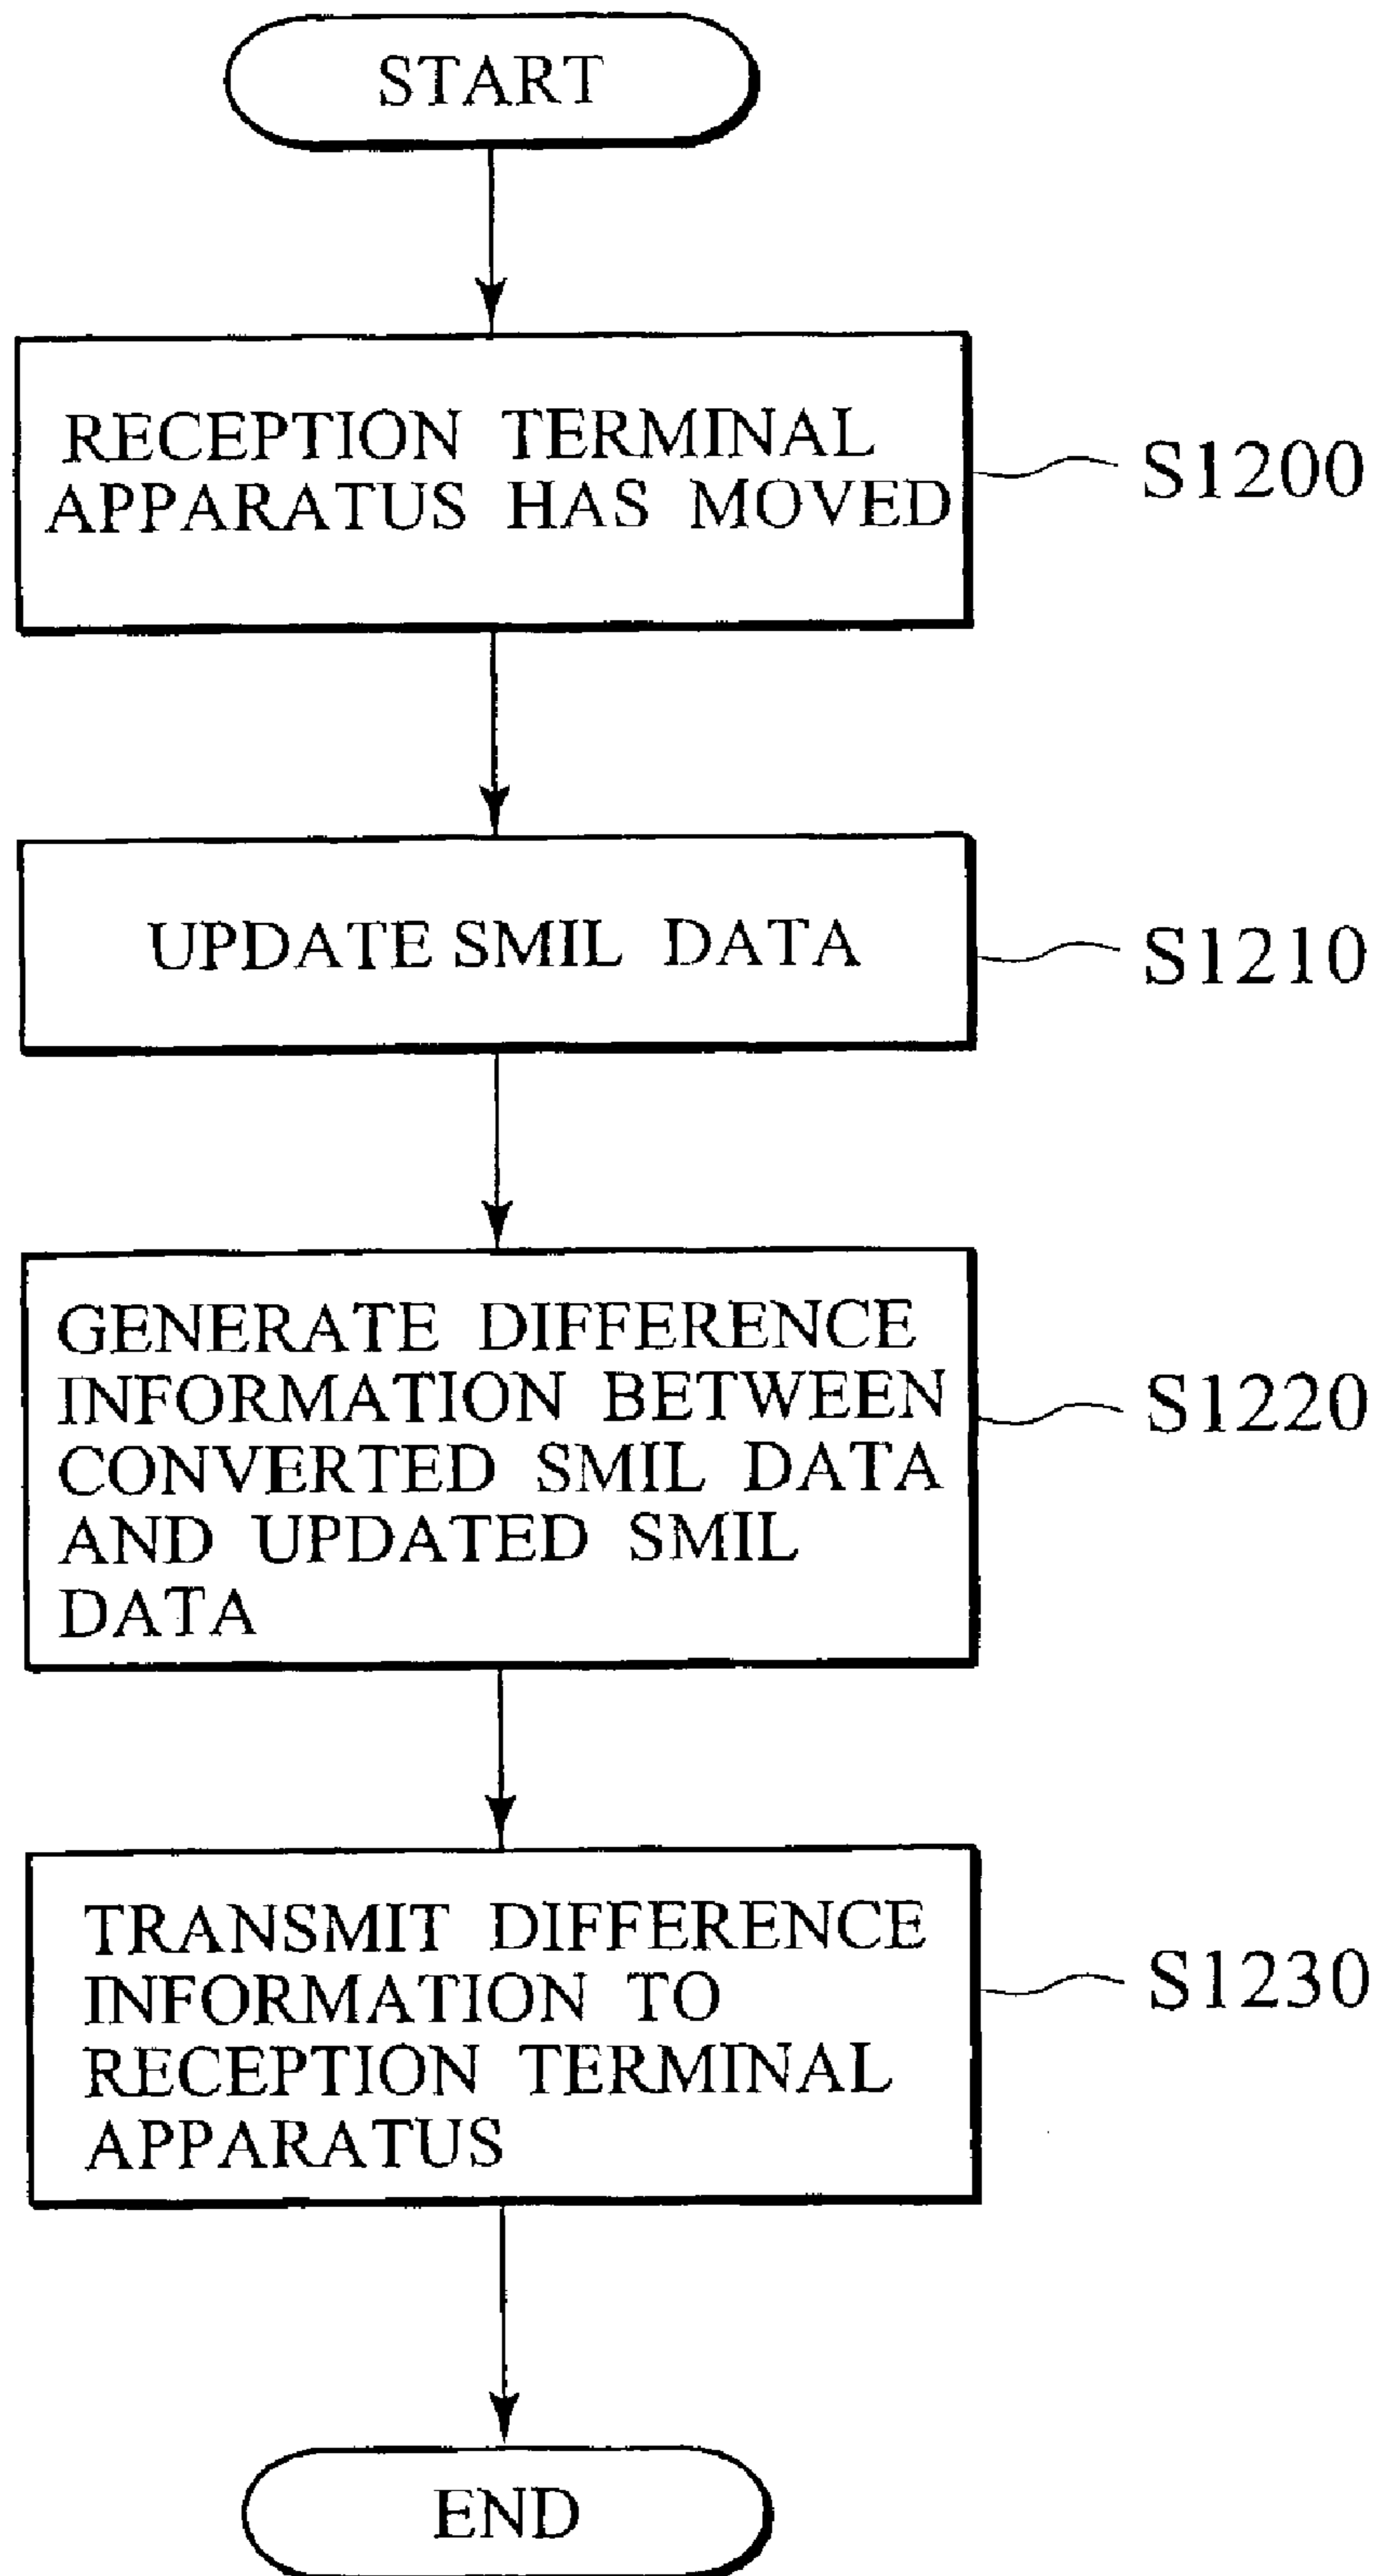 START
RECEPTION TERMINAL
APPARATUS HAS MOVED
S1200
UPDATE SMIL DATA
S1210
GENERATE DIFFERENCE
INFORMATION BETWEEN
CONVERTED SMIL DATA
AND UPDATED SMIL
DATA
S1220
TRANSMIT DIFFERENCE
INFORMATION TO
RECEPTION TERMINAL
APPARATUS
S1230
END